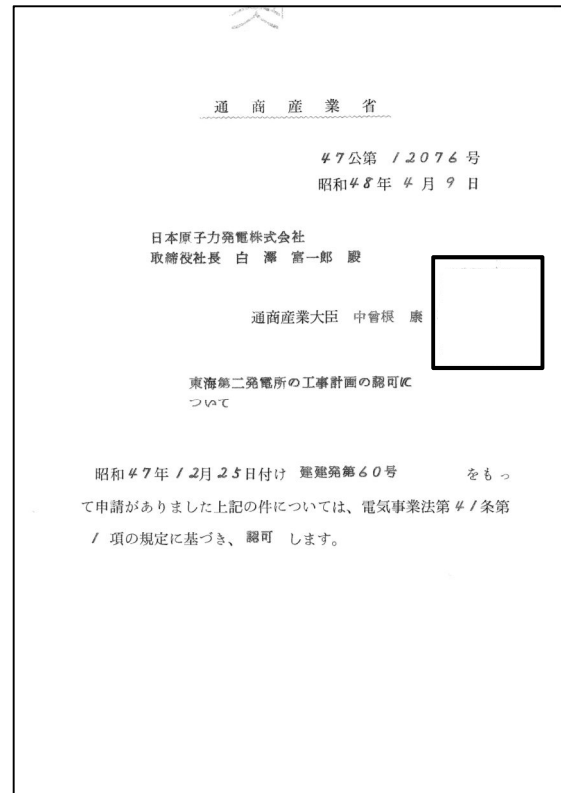 通商産業省
47公第12076号
昭和48年4月9日
日本原子力発電株式会社
取締役社長 白澤 富一郎 殿
通商産業大臣 中曽根 康
東海第二発電所の工事計画の認可に
ついて
昭和47年12月25日付け 建建発第60号 をもっ
て申請がありました上記の件については、電気事業法第41条第
1項の規定に基づき、認可 します。